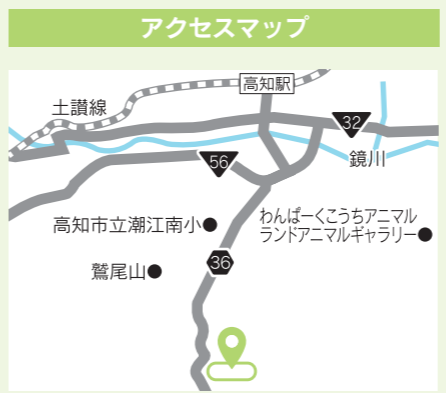 アクセスマップ
高知駅
土讃線
32
鏡川
56
高知市立潮江南小
わんぱーくこうちアニマル
ランドアニマルギャラリー
36
鷲尾山